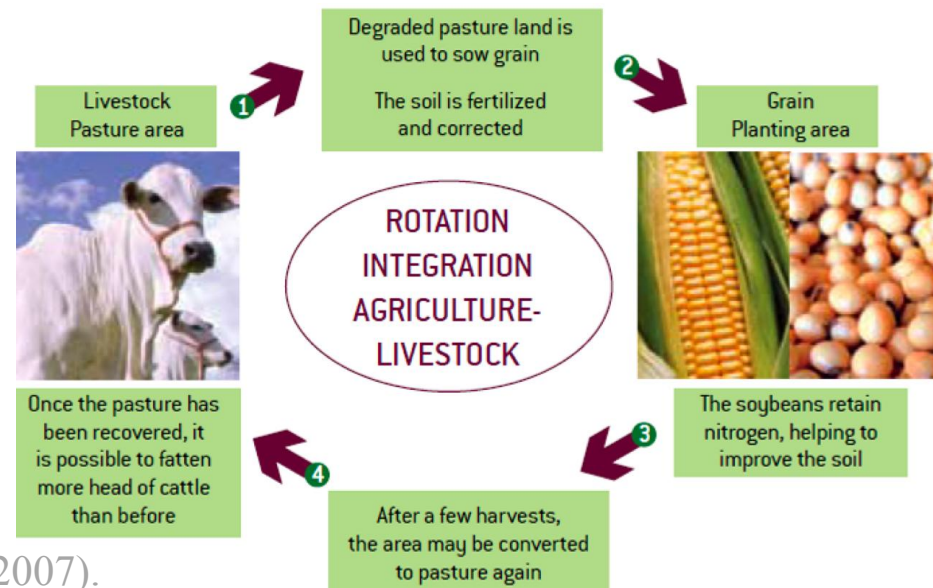 Livestock
Pasture area
1
Degraded pasture land is
used to sow grain
The soil is fertilized
and corrected
2
Grain
Planting area
ROTATION
INTEGRATION
AGRICULTURE-
LIVESTOCK
The soybeans retain
nitrogen, helping to
improve the soil
3
After a few harvests,
the area may be converted
to pasture again
4
Once the pasture has
been recovered, it
is possible to fatten
more head of cattle
than before
2007).